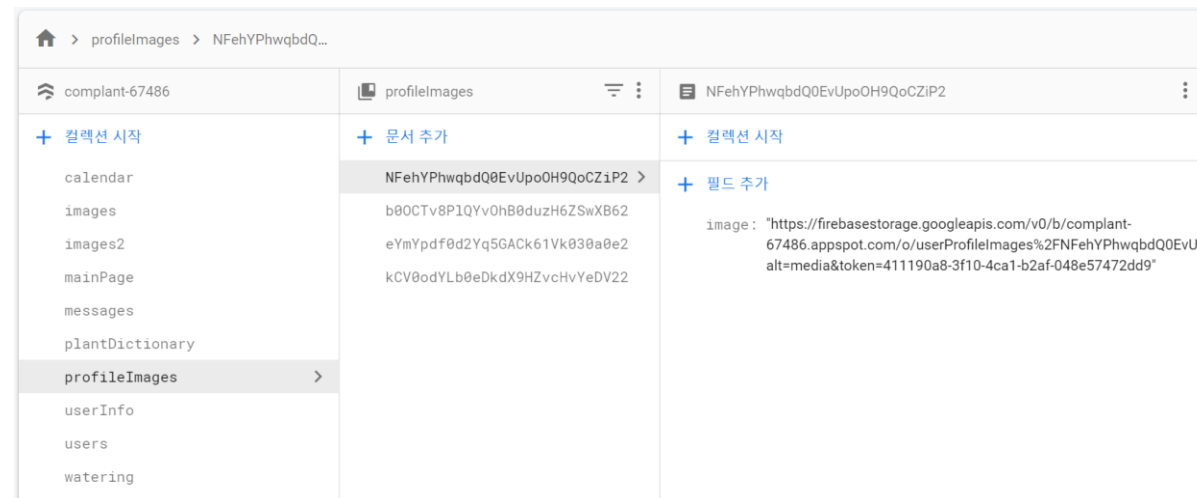 profileImages > NFehYPhwqbdQ...
complant-67486
profileImages
NFehYPhwqbdQ0EvUpoOH9QoCZiP2
+ 컬렉션 시작
+ 문서 추가
+ 컬렉션 시작
calendar
images
images2
mainPage
messages
plantDictionary
profileImages
userInfo
users
watering
NFehYPhwqbdQ0EvUpoOH9QoCZiP2
b0OCTv8PlQYvOhB0duzH6ZSwXB62
eYmYpdf0d2Yq5GACk61Vk030a0e2
kCV0odYLb0eDkdX9HZvcHvYeDV22
+ 필드 추가
image: "https://firebasestorage.googleapis.com/v0/b/complant-
67486.appspot.com/o/userProfileImages%2FNFehYPhwqbdQ0EvU
alt=media&token=411190a8-3f10-4ca1-b2af-048e57472dd9"